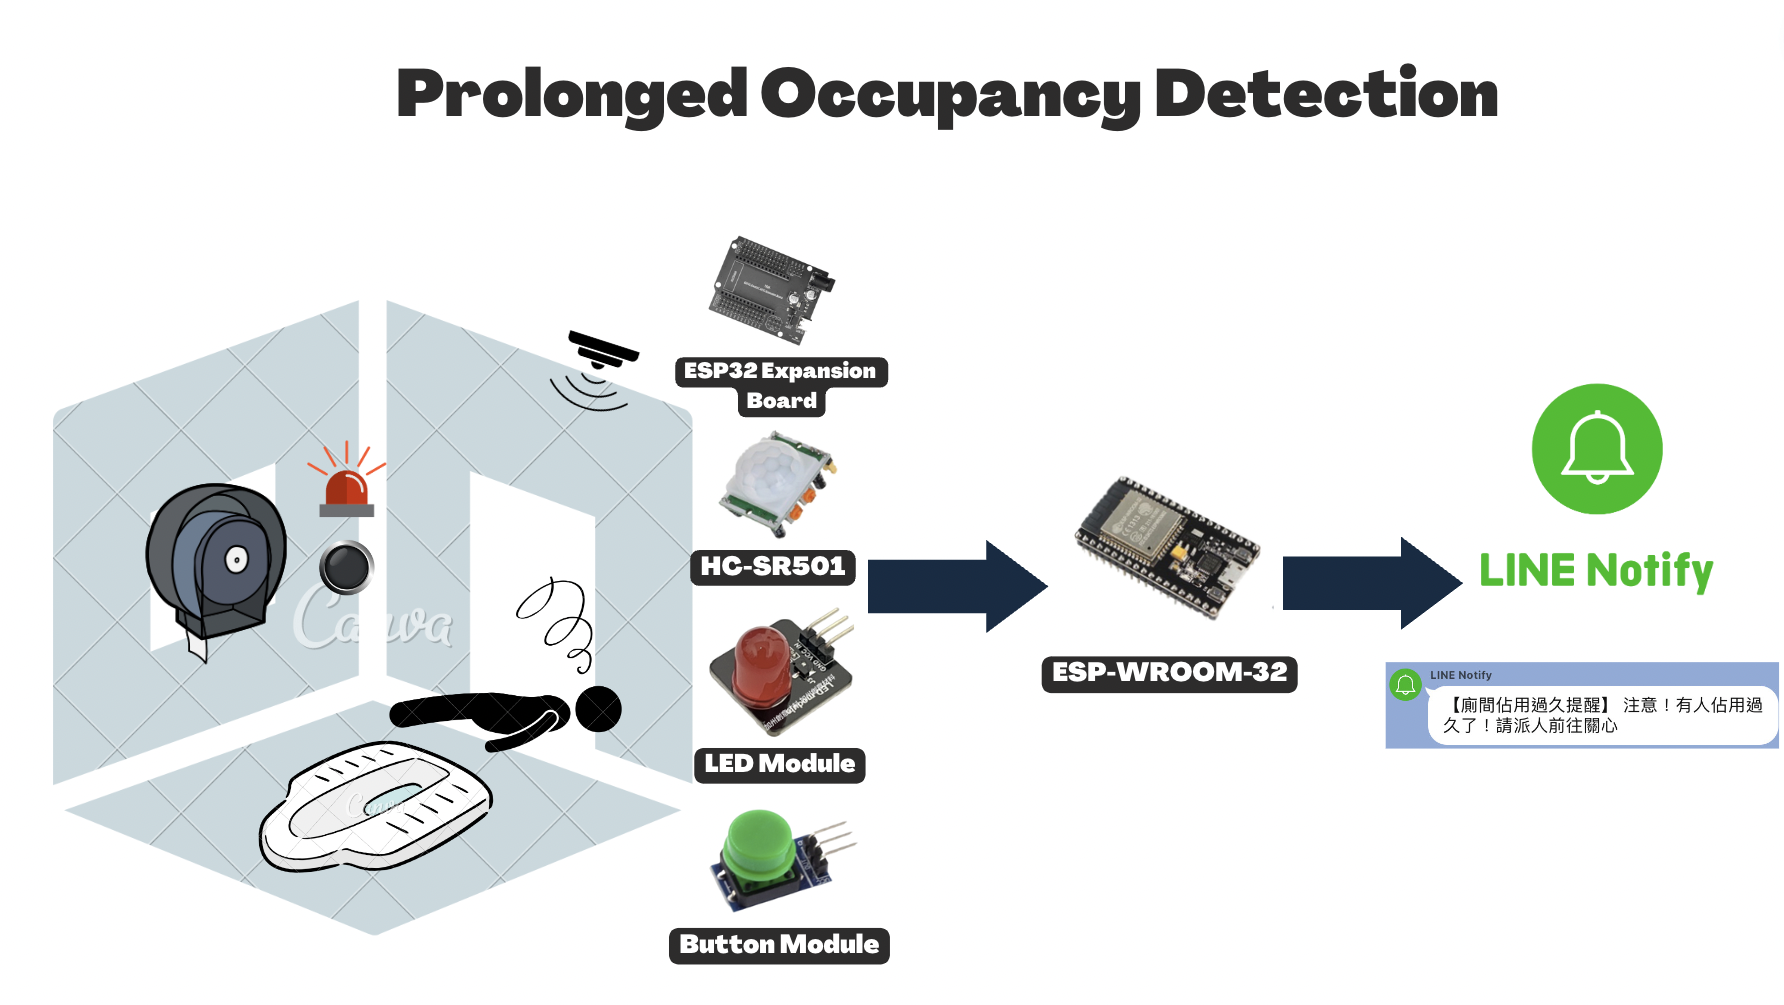 Prolonged Occupancy Detection
ESP32 Expansion
Board
HC-SR501
LED Module
Button Module
ESP-WROOM-32
LINE Notify
LINE Notify
【廁間佔用過久提醒】 注意！有人佔用過
久了！請派人前往關心
Canva
Canva